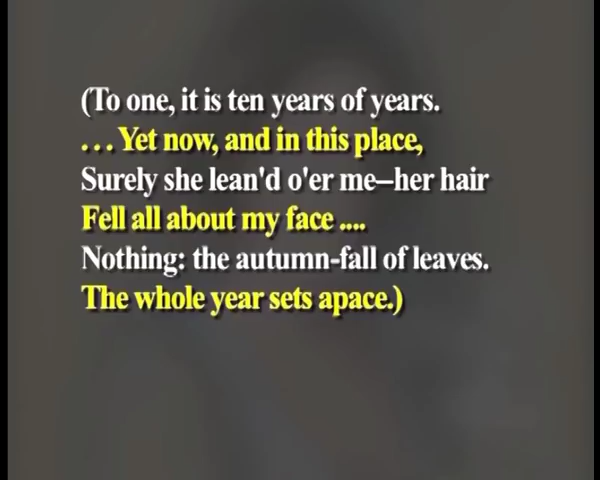 (To one, it is ten years of years.
. . . Yet now, and in this place,
Surely she lean'd o'er me—her hair
Fell all about my face ....
Nothing: the autumn-fall of leaves.
The whole year sets apace.)